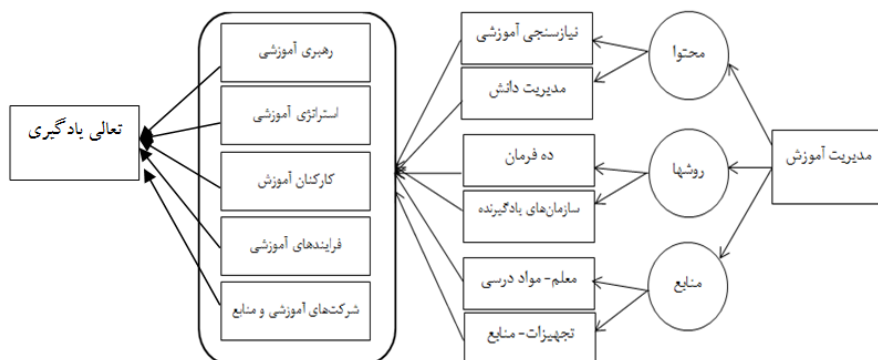 مدیریت آموزش
محتوا
روشها
منابع
نیازسنجی آموزشی
مدیریت دانش
ده فرمان
سازمان‌های یادگیرنده
معلم- مواد درسی
تجهیزات- منابع
رهبری آموزشی
استراتژی آموزشی
کارکنان آموزش
فرایندهای آموزشی
شرکت‌های آموزشی و منابع
تعالی یادگیری